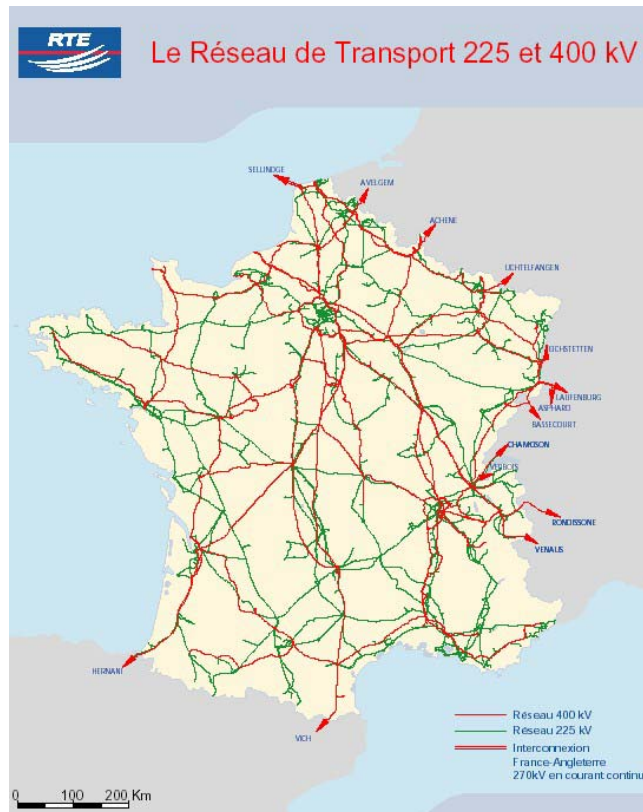 RTE
Le Réseau de Transport 225 et 400 kV
SELLINDGE
AVELGEM
ACHENE
UCHTELFANGEN
EICHSTETTEN
LAUFENBURG
ASPHARD
BASSECOURT
CHAMOSON
VERBOIS
RONDISSONE
VENAUS
HERNANI
VICH
Réseau 400 kV
Réseau 225 kV
Interconnexion
France-Angleterre
270kV en courant continu
0 100 200 Km